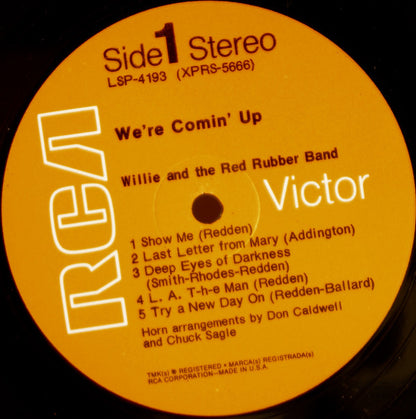 Side 1 Stereo
LSP-4193 (XPRS-5666)
We're Comin' Up
Willie and the Red Rubber Band
RCA
Victor
1 Show Me (Redden)
2 Last Letter from Mary (Addington)
3 Deep Eyes of Darkness
(Smith-Rhodes-Redden)
4 L. A. T-h-e Man (Redden)
5 Try a New Day On (Redden-Ballard)
Horn arrangements by Don Caldwell
and Chuck Sagle
TMK(s) ® REGISTERED • MARCA(s) REGISTRADA(s)
RCA CORPORATION—MADE IN U.S.A.